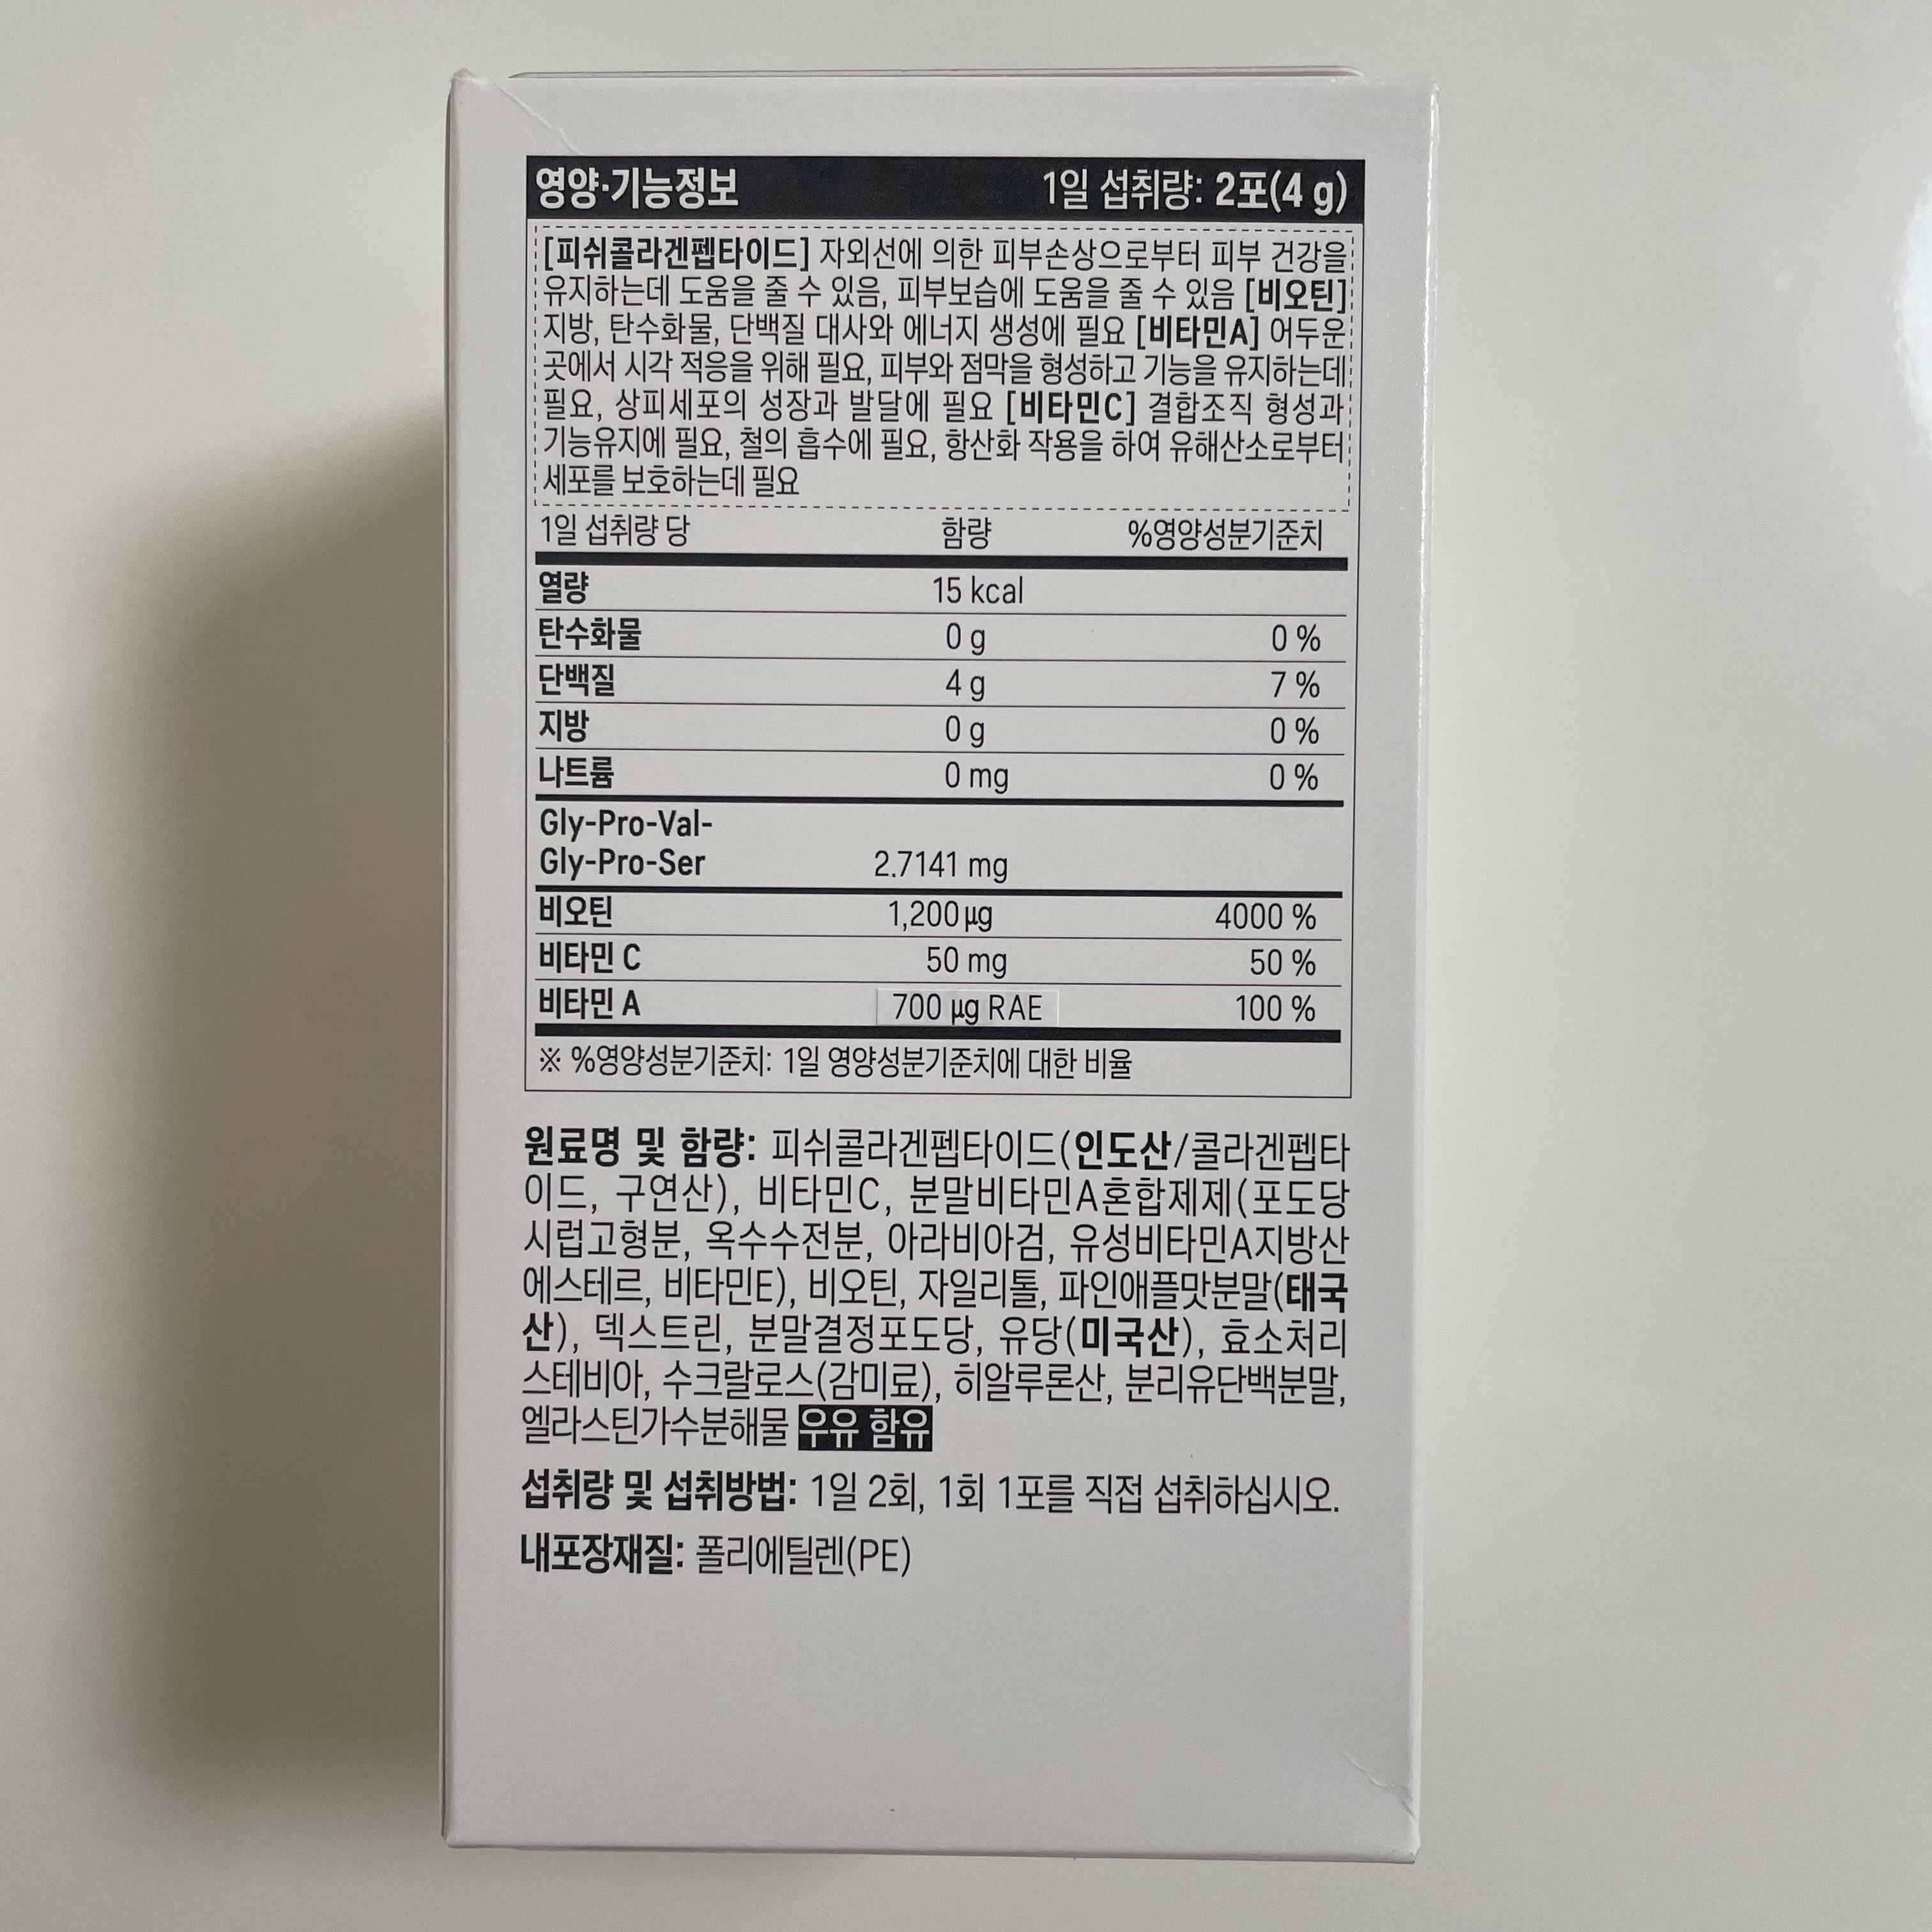 영양·기능정보 1일 섭취량: 2포(4 g)
[피쉬콜라겐펩타이드] 자외선에 의한 피부손상으로부터 피부 건강을
유지하는데 도움을 줄 수 있음, 피부보습에 도움을 줄 수 있음 [비오틴]
지방, 탄수화물, 단백질 대사와 에너지 생성에 필요 [비타민A] 어두운
곳에서 시각 적응을 위해 필요, 피부와 점막을 형성하고 기능을 유지하는데
필요, 상피세포의 성장과 발달에 필요 [비타민C] 결합조직 형성과
기능유지에 필요, 철의 흡수에 필요, 항산화 작용을 하여 유해산소로부터
세포를 보호하는데 필요
1일 섭취량 당 함량 %영양성분기준치
열량 15 kcal
탄수화물 0 g 0 %
단백질 4 g 7 %
지방 0 g 0 %
나트륨 0 mg 0 %
Gly-Pro-Val-
Gly-Pro-Ser 2.7141 mg
비오틴 1,200 μg 4000 %
비타민 C 50 mg 50 %
비타민 A 700 μg RAE 100 %
※ %영양성분기준치: 1일 영양성분기준치에 대한 비율
원료명 및 함량: 피쉬콜라겐펩타이드(인도산/콜라겐펩타
이드, 구연산), 비타민C, 분말비타민A혼합제제(포도당
시럽고형분, 옥수수전분, 아라비아검, 유성비타민A지방산
에스테르, 비타민E), 비오틴, 자일리톨, 파인애플맛분말(태국
산), 덱스트린, 분말결정포도당, 유당(미국산), 효소처리
스테비아, 수크랄로스(감미료), 히알루론산, 분리유단백분말,
엘라스틴가수분해물 우유 함유
섭취량 및 섭취방법: 1일 2회, 1회 1포를 직접 섭취하십시오.
내포장재질: 폴리에틸렌(PE)